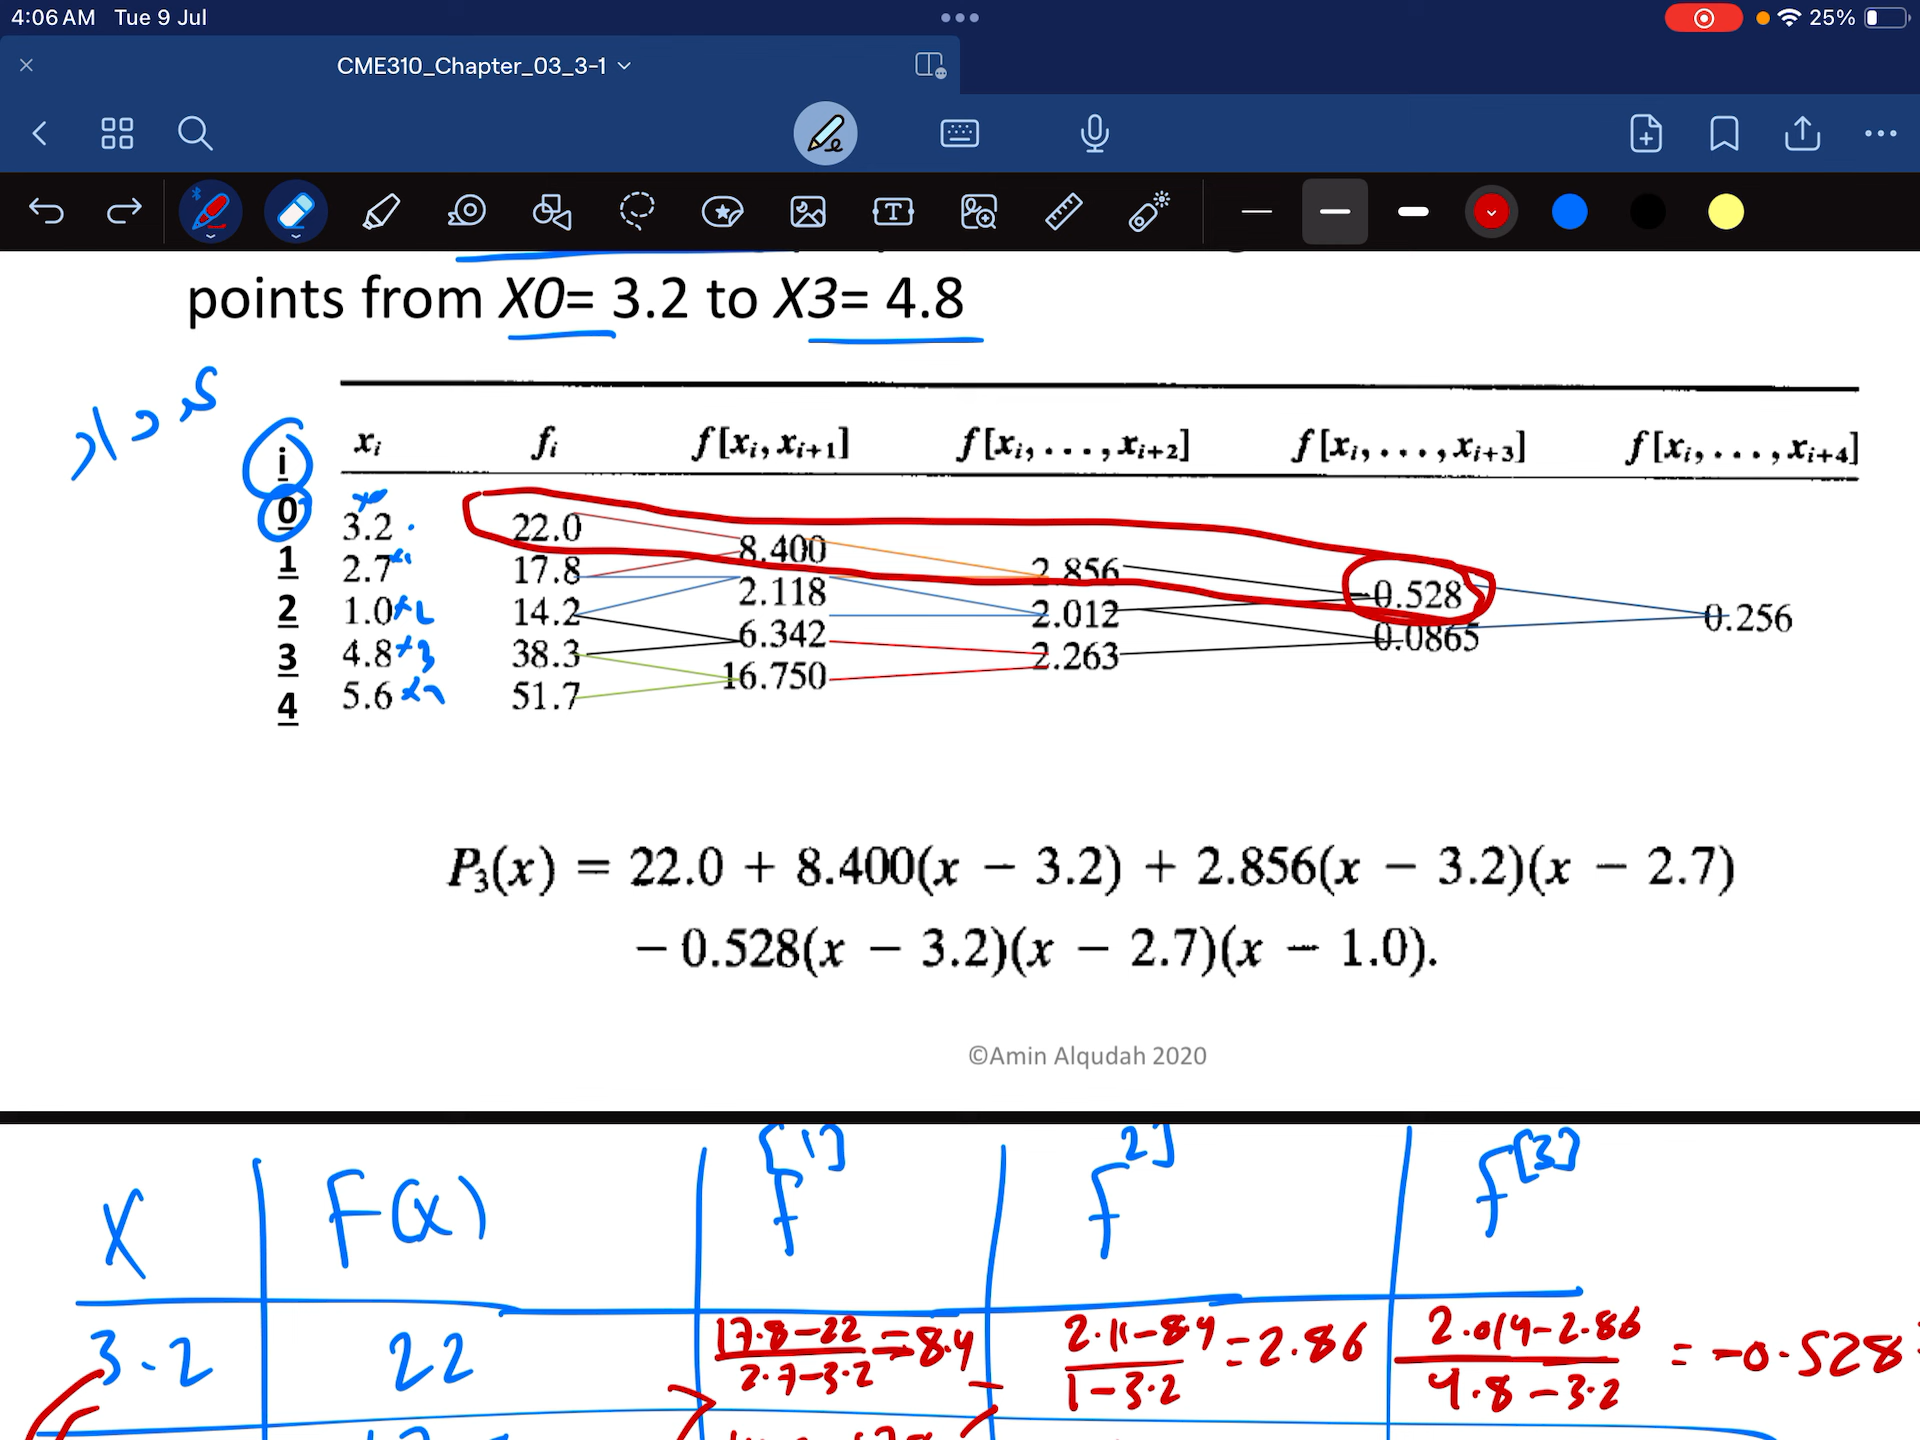 4:06 AM Tue 9 Jul
25%
CME310_Chapter_03_3-1
points from X0= 3.2 to X3= 4.8
i xi fi f[xi, xi+1] f[xi, . . . , xi+2] f[xi, . . . , xi+3] f[xi, . . . , xi+4]
0 3.2 22.0 8.400 2.856 -0.528 0.256
1 2.7 x1 17.8 2.118 2.012 0.0865
2 1.0 x2 14.2 6.342 2.263
3 4.8 x3 38.3 16.750
4 5.6 51.7
P3(x) = 22.0 + 8.400(x − 3.2) + 2.856(x − 3.2)(x − 2.7)
− 0.528(x − 3.2)(x − 2.7)(x − 1.0).
©Amin Alqudah 2020
X F(x) f[1] f2] f[3]
3.2 22 17.8-22/2.7-3.2 =8.4 2.11-8.4/1-3.2 =2.86 2.014-2.86/4.8-3.2 = -0.528